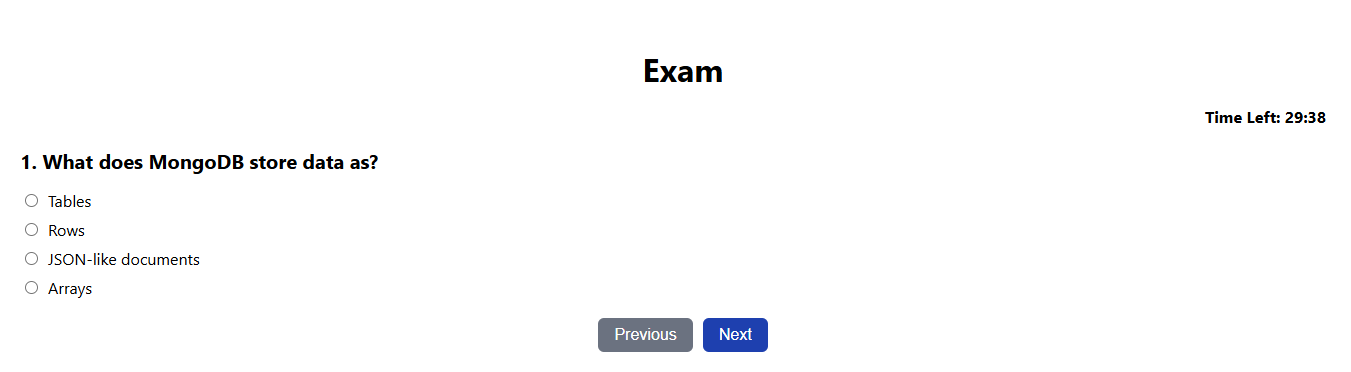 Exam
Time Left: 29:38
1. What does MongoDB store data as?
Tables
Rows
JSON-like documents
Arrays
Previous Next